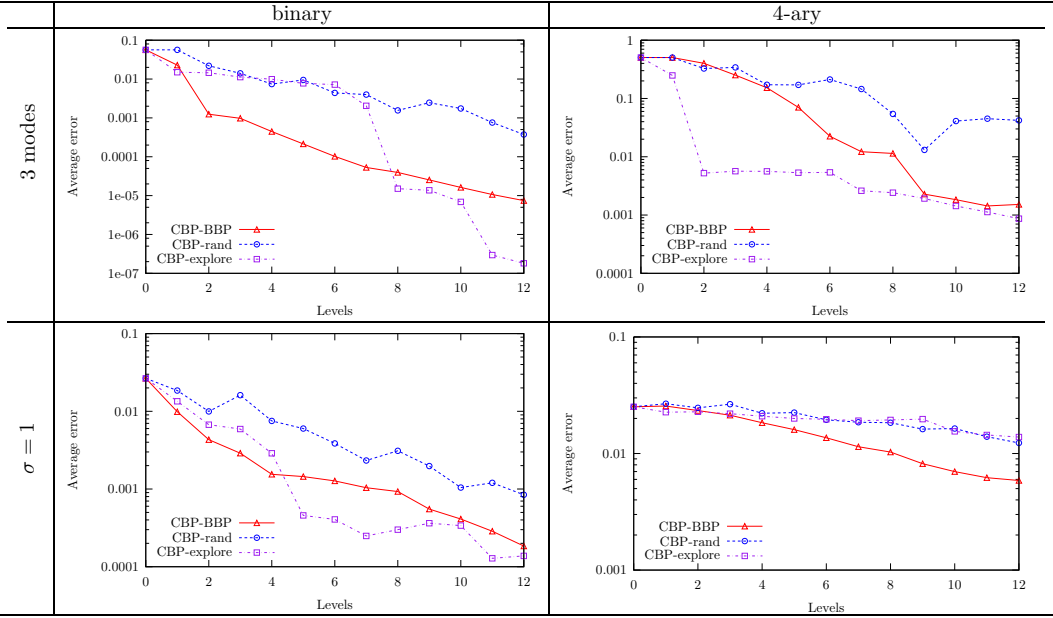 binary
4-ary
3 modes
Average error
0.1
0.01
0.001
0.0001
1e-05
1e-06
1e-07
CBP-BBP
CBP-rand
CBP-explore
0 2 4 6 8 10 12
Levels
Average error
1
0.1
0.01
0.001
0.0001
CBP-BBP
CBP-rand
CBP-explore
0 2 4 6 8 10 12
Levels
σ = 1
Average error
0.1
0.01
0.001
0.0001
CBP-BBP
CBP-rand
CBP-explore
0 2 4 6 8 10 12
Levels
Average error
0.1
0.01
0.001
CBP-BBP
CBP-rand
CBP-explore
0 2 4 6 8 10 12
Levels